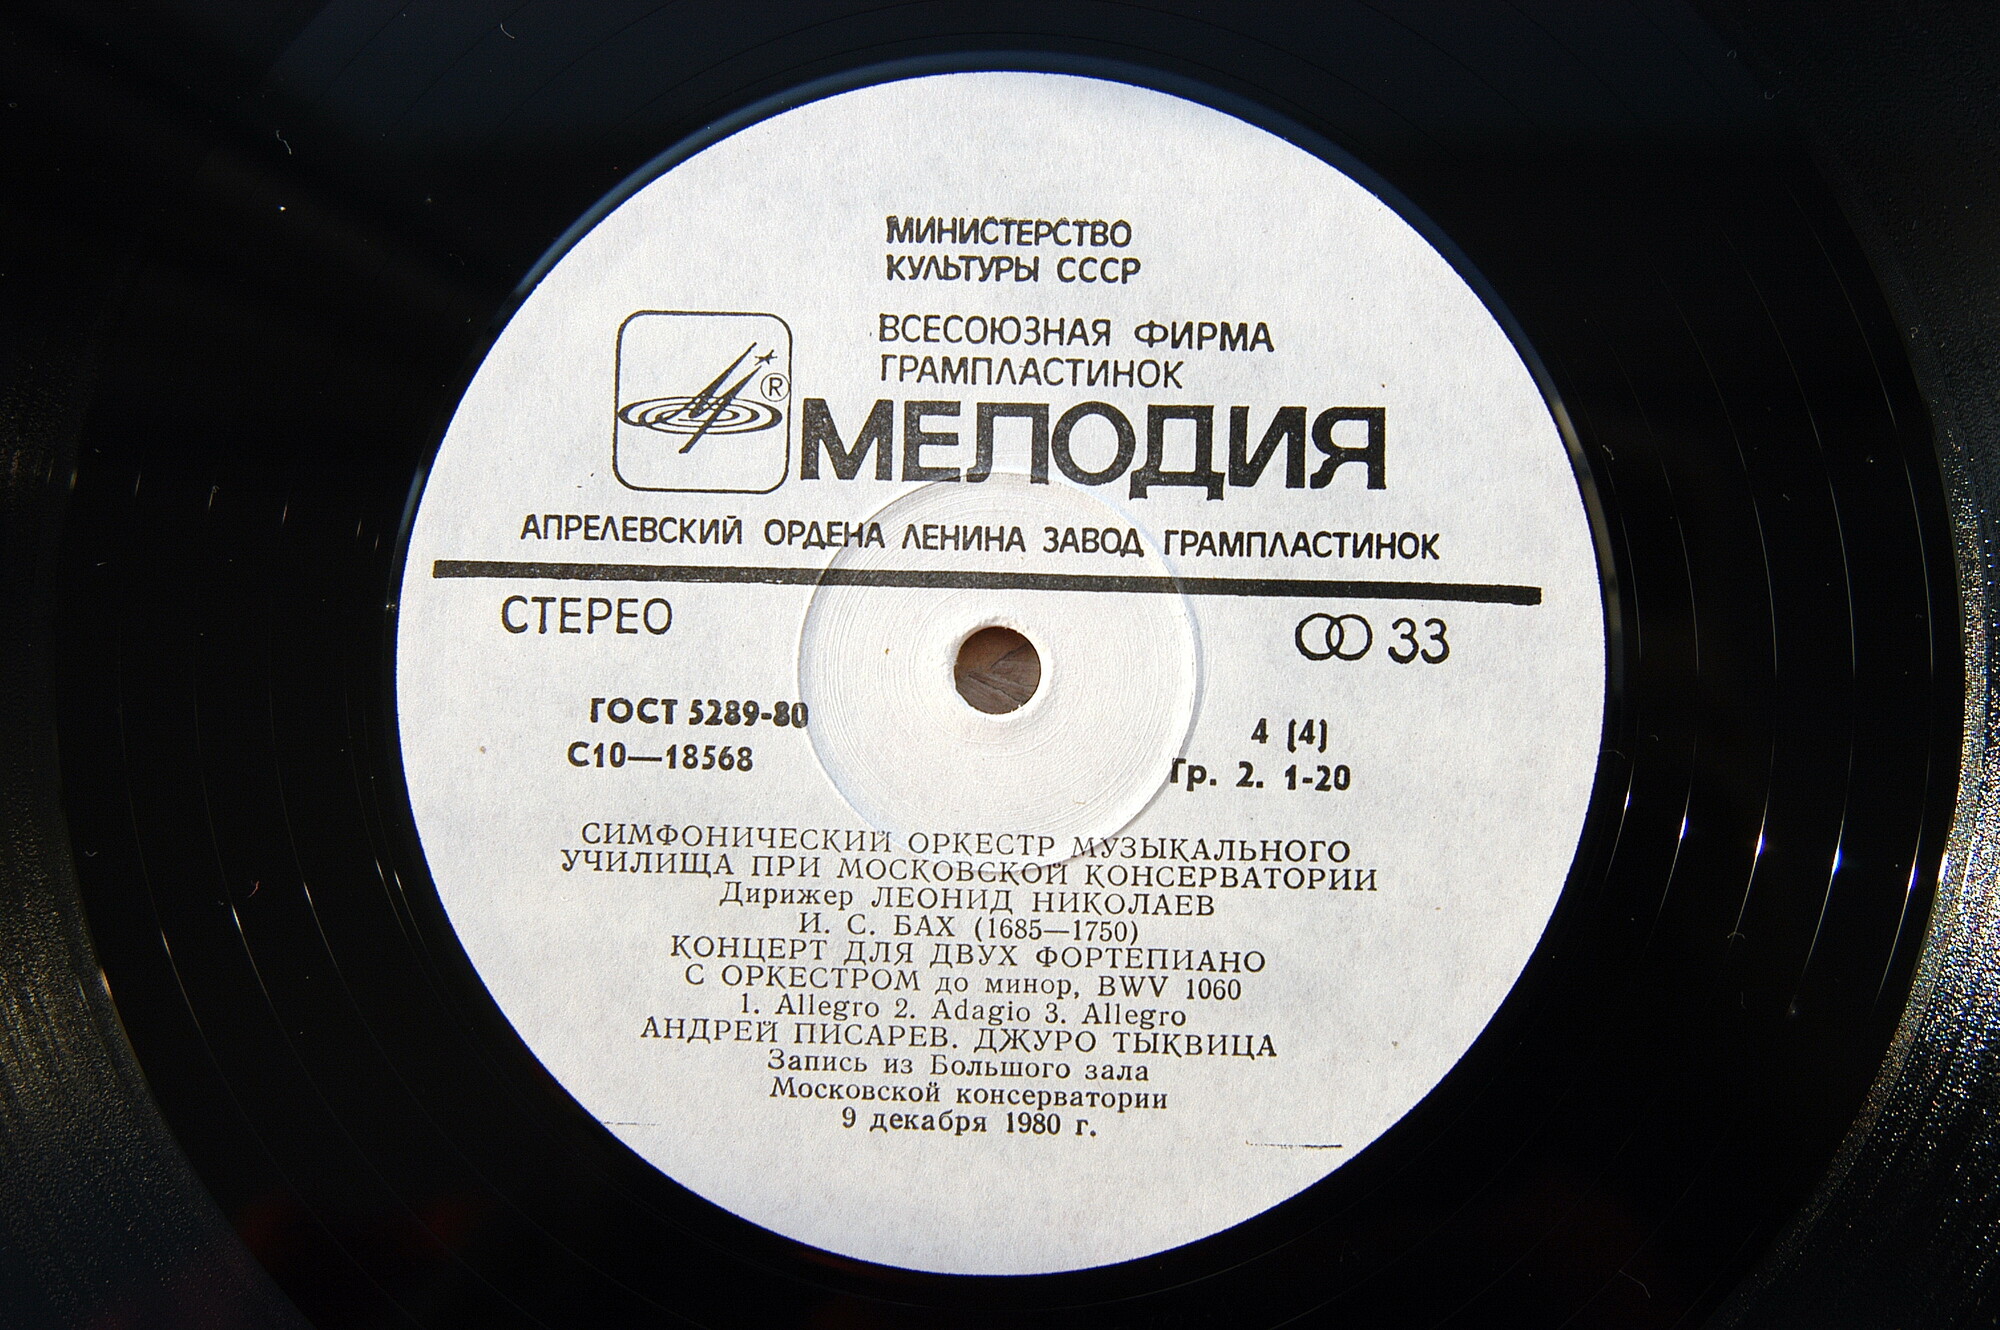 МИНИСТЕРСТВО
КУЛЬТУРЫ СССР
ВСЕСОЮЗНАЯ ФИРМА
ГРАМПЛАСТИНОК
®
МЕЛОДИЯ
АПРЕЛЕВСКИЙ ОРДЕНА ЛЕНИНА ЗАВОД ГРАМПЛАСТИНОК
СТЕРЕО
33
ГОСТ 5289-80
С10—18568
4 (4)
Гр. 2. 1-20
СИМФОНИЧЕСКИЙ ОРКЕСТР МУЗЫКАЛЬНОГО
УЧИЛИЩА ПРИ МОСКОВСКОЙ КОНСЕРВАТОРИИ
Дирижер ЛЕОНИД НИКОЛАЕВ
И. С. БАХ (1685—1750)
КОНЦЕРТ ДЛЯ ДВУХ ФОРТЕПИАНО
С ОРКЕСТРОМ до минор, BWV 1060
1. Allegro 2. Adagio 3. Allegro
АНДРЕЙ ПИСАРЕВ. ДЖУРО ТЫКВИЦА
Запись из Большого зала
Московской консерватории
9 декабря 1980 г.